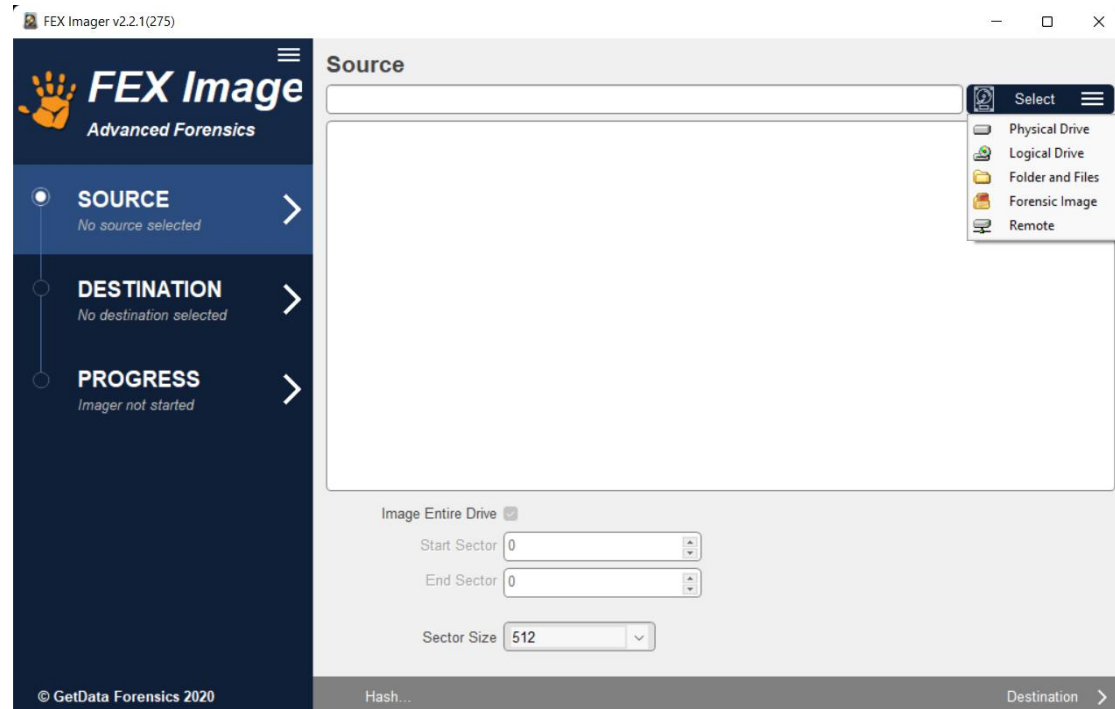 FEX Imager v2.2.1(275)
FEX Image
Advanced Forensics
SOURCE
No source selected
DESTINATION
No destination selected
PROGRESS
Imager not started
© GetData Forensics 2020
Source
Select
Physical Drive
Logical Drive
Folder and Files
Forensic Image
Remote
Image Entire Drive
Start Sector 0
End Sector 0
Sector Size 512
Hash...
Destination